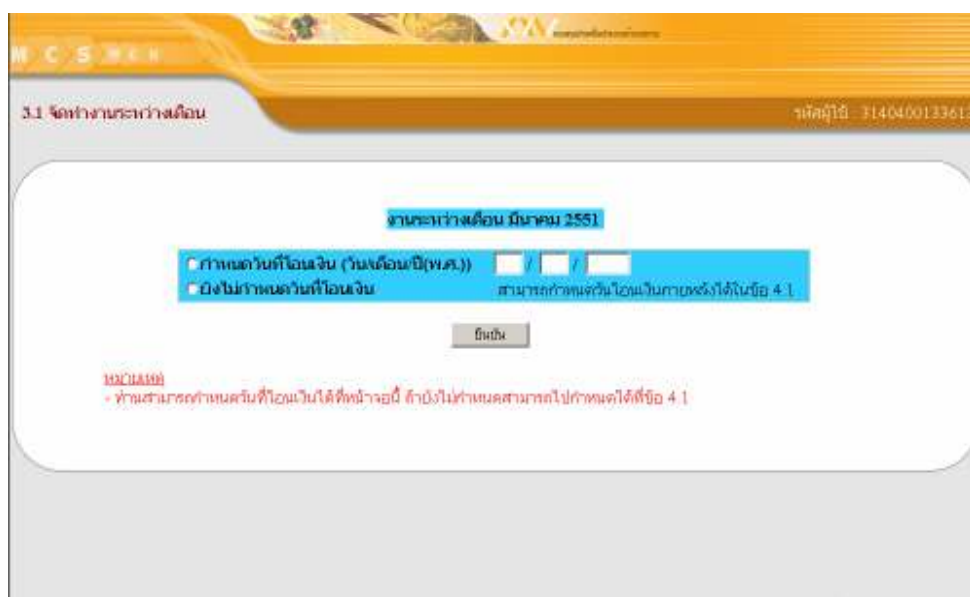 M C S W E B
3.1 จัดทำงานระหว่างเดือน
รหัสผู้ใช้ : 3140400133613
งานระหว่างเดือน มีนาคม 2551
กำหนดวันที่โอนเงิน (วัน/เดือน/ปี(พ.ศ.)) / /
ยังไม่กำหนดวันที่โอนเงิน สามารถกำหนดวันโอนเงินภายหลังได้ในข้อ 4.1
ยืนยัน
หมายเหตุ
- ท่านสามารถกำหนดวันที่โอนเงินได้ที่หน้าจอนี้ ถ้ายังไม่กำหนดสามารถไปกำหนดได้ที่ข้อ 4.1